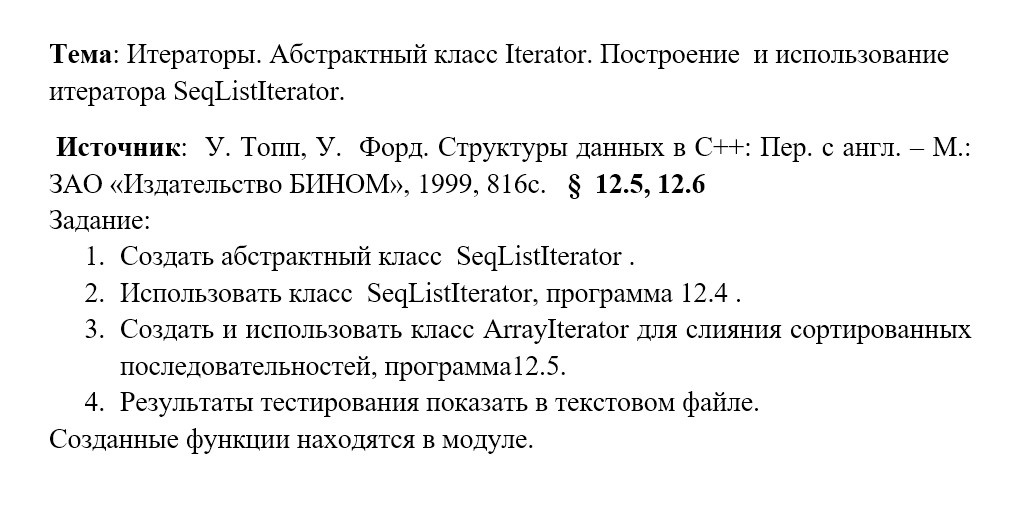 Тема: Итераторы. Абстрактный класс Iterator. Построение  и использование
итератора SeqListIterator.
Источник:  У. Топп, У.  Форд. Структуры данных в C++: Пер. с англ. – М.:
ЗАО «Издательство БИНОМ», 1999, 816с.   §  12.5, 12.6
Задание:
1. Создать абстрактный класс  SeqListIterator .
2. Использовать класс  SeqListIterator, программа 12.4 .
3. Создать и использовать класс ArrayIterator для слияния сортированных
последовательностей, программа12.5.
4. Результаты тестирования показать в текстовом файле.
Созданные функции находятся в модуле.